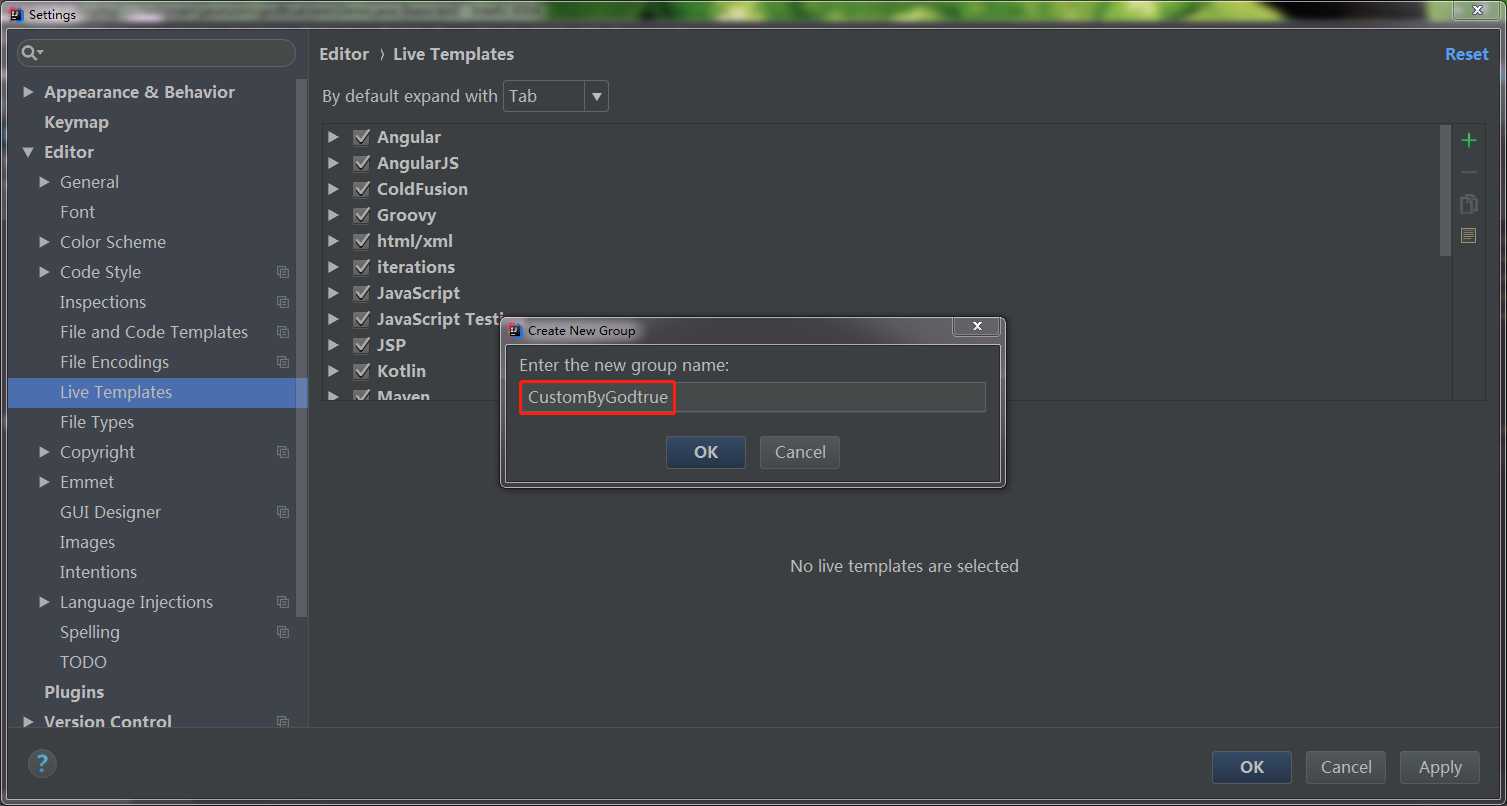 Settings
Appearance & Behavior
Keymap
Editor
General
Font
Color Scheme
Code Style
Inspections
File and Code Templates
File Encodings
Live Templates
File Types
Copyright
Emmet
GUI Designer
Images
Intentions
Language Injections
Spelling
TODO
Plugins
Version Control
Editor › Live Templates
Reset
By default expand with Tab
Angular
AngularJS
ColdFusion
Groovy
html/xml
iterations
JavaScript
JavaScript Testi
JSP
Kotlin
Maven
Create New Group
Enter the new group name:
CustomByGodtrue
OK
Cancel
No live templates are selected
?
OK
Cancel
Apply